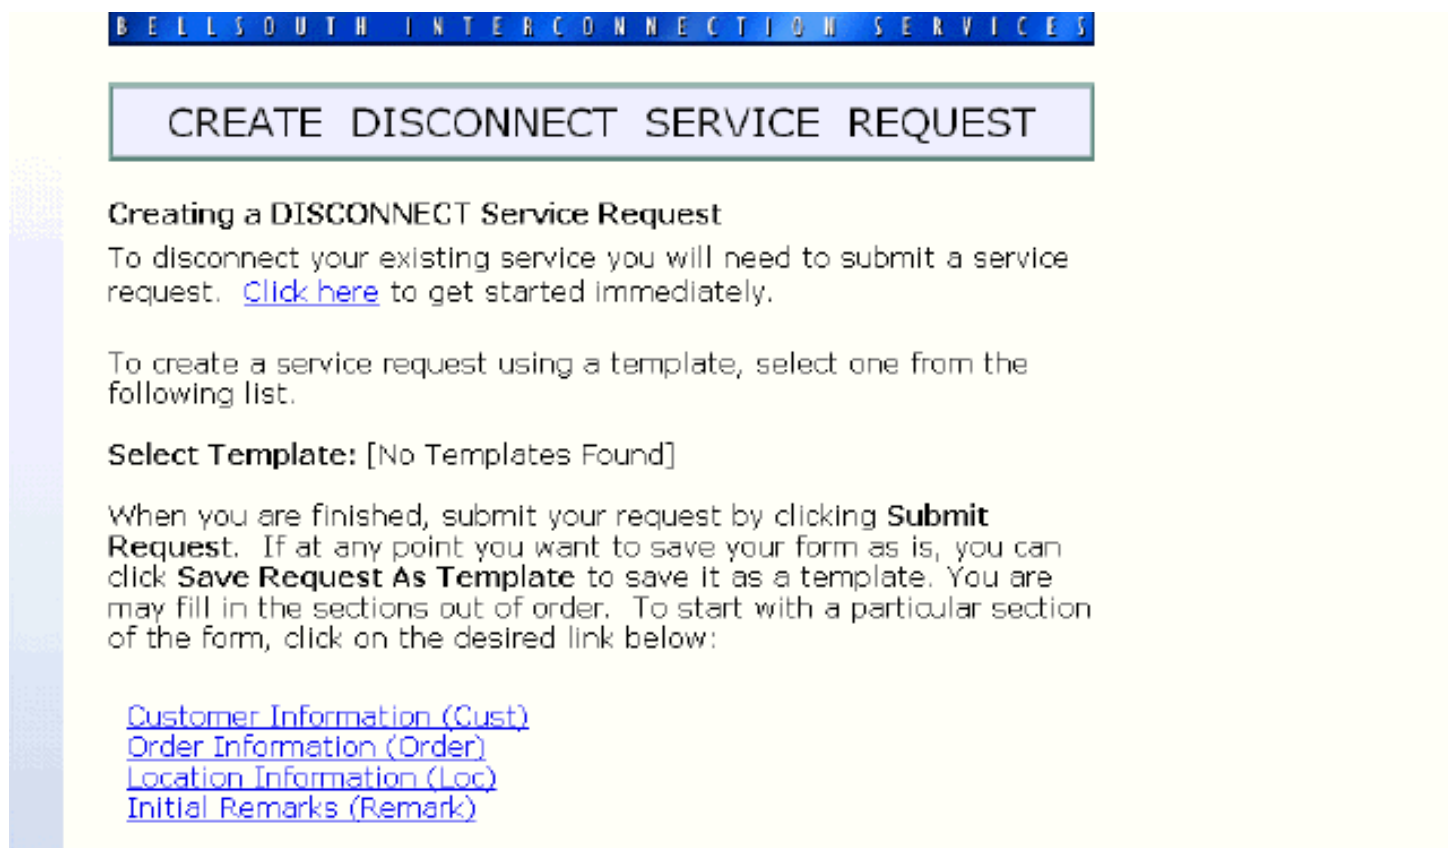 BELLSOUTH INTERCONNECTION SERVICES
CREATE DISCONNECT SERVICE REQUEST
Creating a DISCONNECT Service Request
To disconnect your existing service you will need to submit a service
request. Click here to get started immediately.
To create a service request using a template, select one from the
following list.
Select Template: [No Templates Found]
When you are finished, submit your request by clicking Submit
Request. If at any point you want to save your form as is, you can
click Save Request As Template to save it as a template. You are
may fill in the sections out of order. To start with a particular section
of the form, click on the desired link below:
Customer Information (Cust)
Order Information (Order)
Location Information (Loc)
Initial Remarks (Remark)